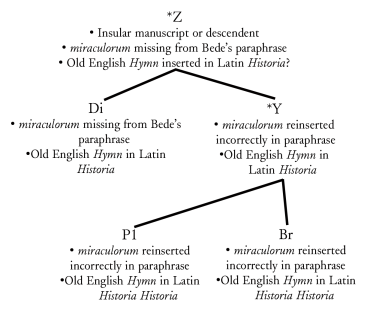 *Z
• Insular manuscript or descendent
• miraculorum missing from Bede's paraphrase
• Old English Hymn inserted in Latin Historia?
Di
• miraculorum missing from Bede's
paraphrase
•Old English Hymn in Latin
Historia
*Y
• miraculorum reinserted
incorrectly in paraphrase
•Old English Hymn in
Latin Historia
P1
• miraculorum reinserted
incorrectly in paraphrase
•Old English Hymn in Latin
Historia Historia
Br
• miraculorum reinserted
incorrectly in paraphrase
•Old English Hymn in Latin
Historia Historia